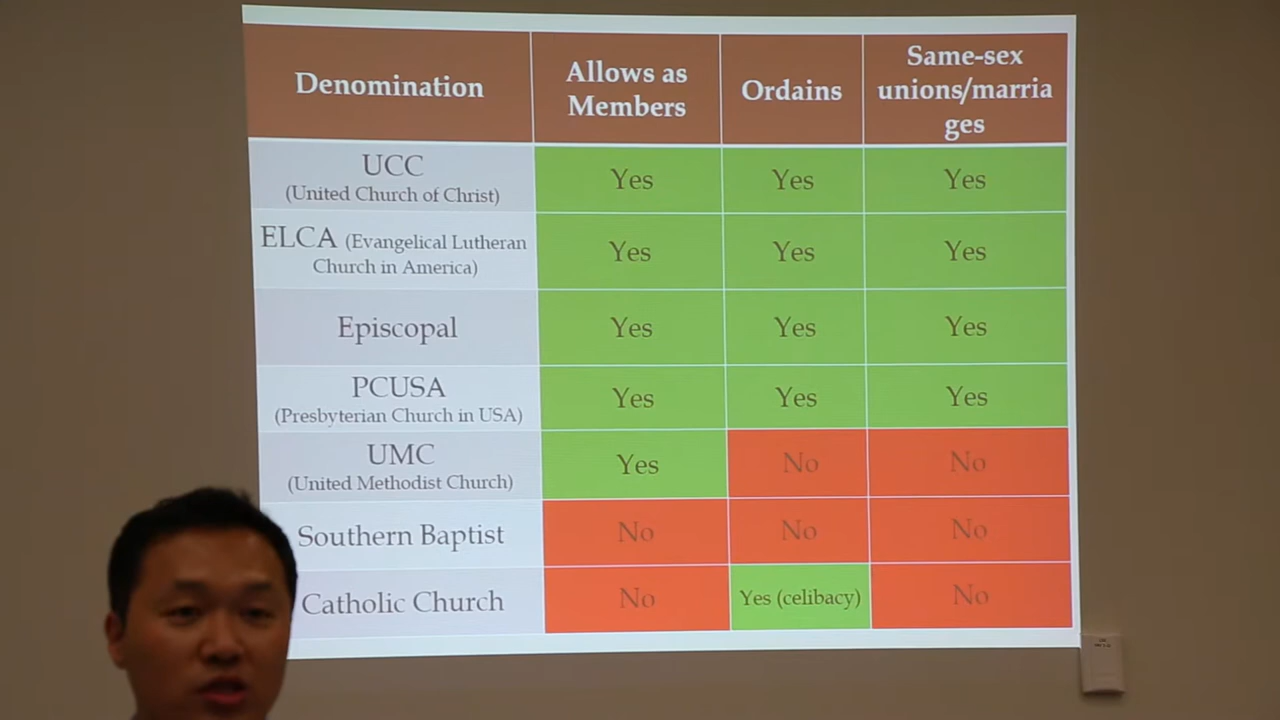 Denomination
Allows as
Members
Ordains
Same-sex
unions/marria
ges
UCC
(United Church of Christ)
Yes
Yes
Yes
ELCA (Evangelical Lutheran
Church in America)
Yes
Yes
Yes
Episcopal
Yes
Yes
Yes
PCUSA
(Presbyterian Church in USA)
Yes
Yes
Yes
UMC
(United Methodist Church)
Yes
No
No
Southern Baptist
No
No
No
Catholic Church
No
Yes (celibacy)
No